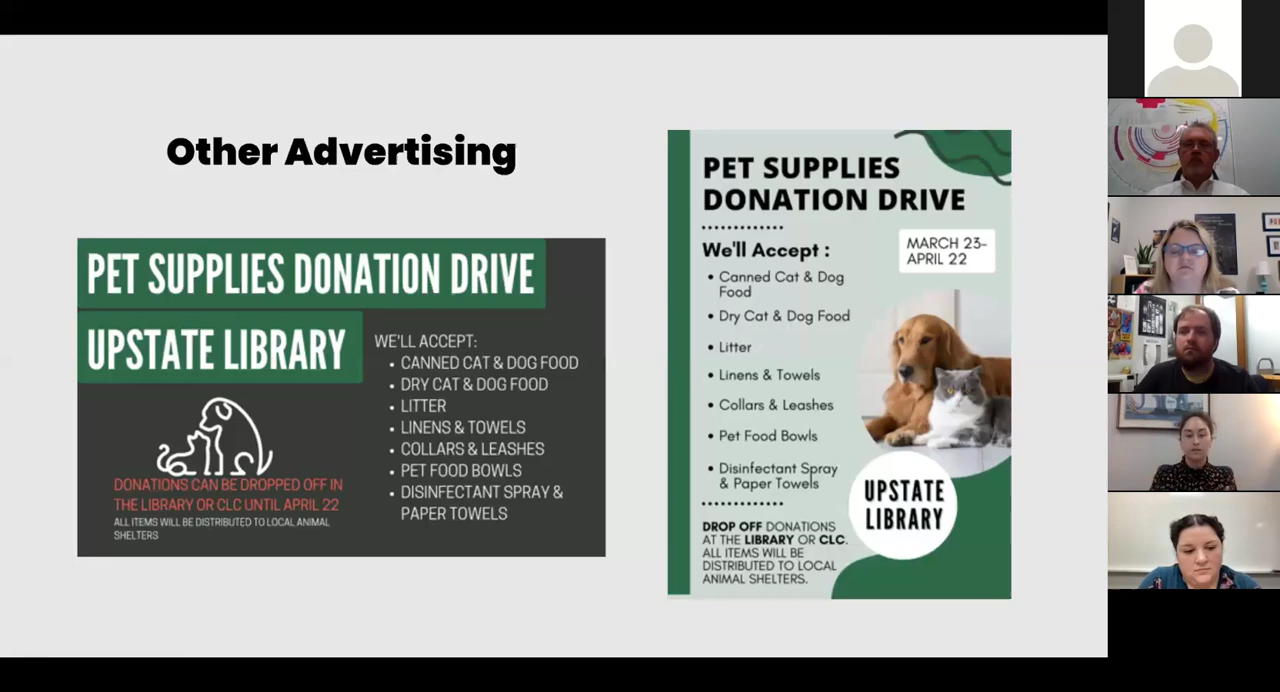 Other Advertising
PET SUPPLIES DONATION DRIVE
UPSTATE LIBRARY
WE'LL ACCEPT:
• CANNED CAT & DOG FOOD
• DRY CAT & DOG FOOD
• LITTER
• LINENS & TOWELS
• COLLARS & LEASHES
• PET FOOD BOWLS
• DISINFECTANT SPRAY &
PAPER TOWELS
DONATIONS CAN BE DROPPED OFF IN
THE LIBRARY OR CLC UNTIL APRIL 22
ALL ITEMS WILL BE DISTRIBUTED TO LOCAL ANIMAL
SHELTERS
PET SUPPLIES
DONATION DRIVE
We'll Accept :
MARCH 23-
APRIL 22
• Canned Cat & Dog
Food
• Dry Cat & Dog Food
• Litter
• Linens & Towels
• Collars & Leashes
• Pet Food Bowls
• Disinfectant Spray
& Paper Towels
UPSTATE
LIBRARY
DROP OFF DONATIONS
AT THE LIBRARY OR CLC.
ALL ITEMS WILL BE
DISTRIBUTED TO LOCAL
ANIMAL SHELTERS.